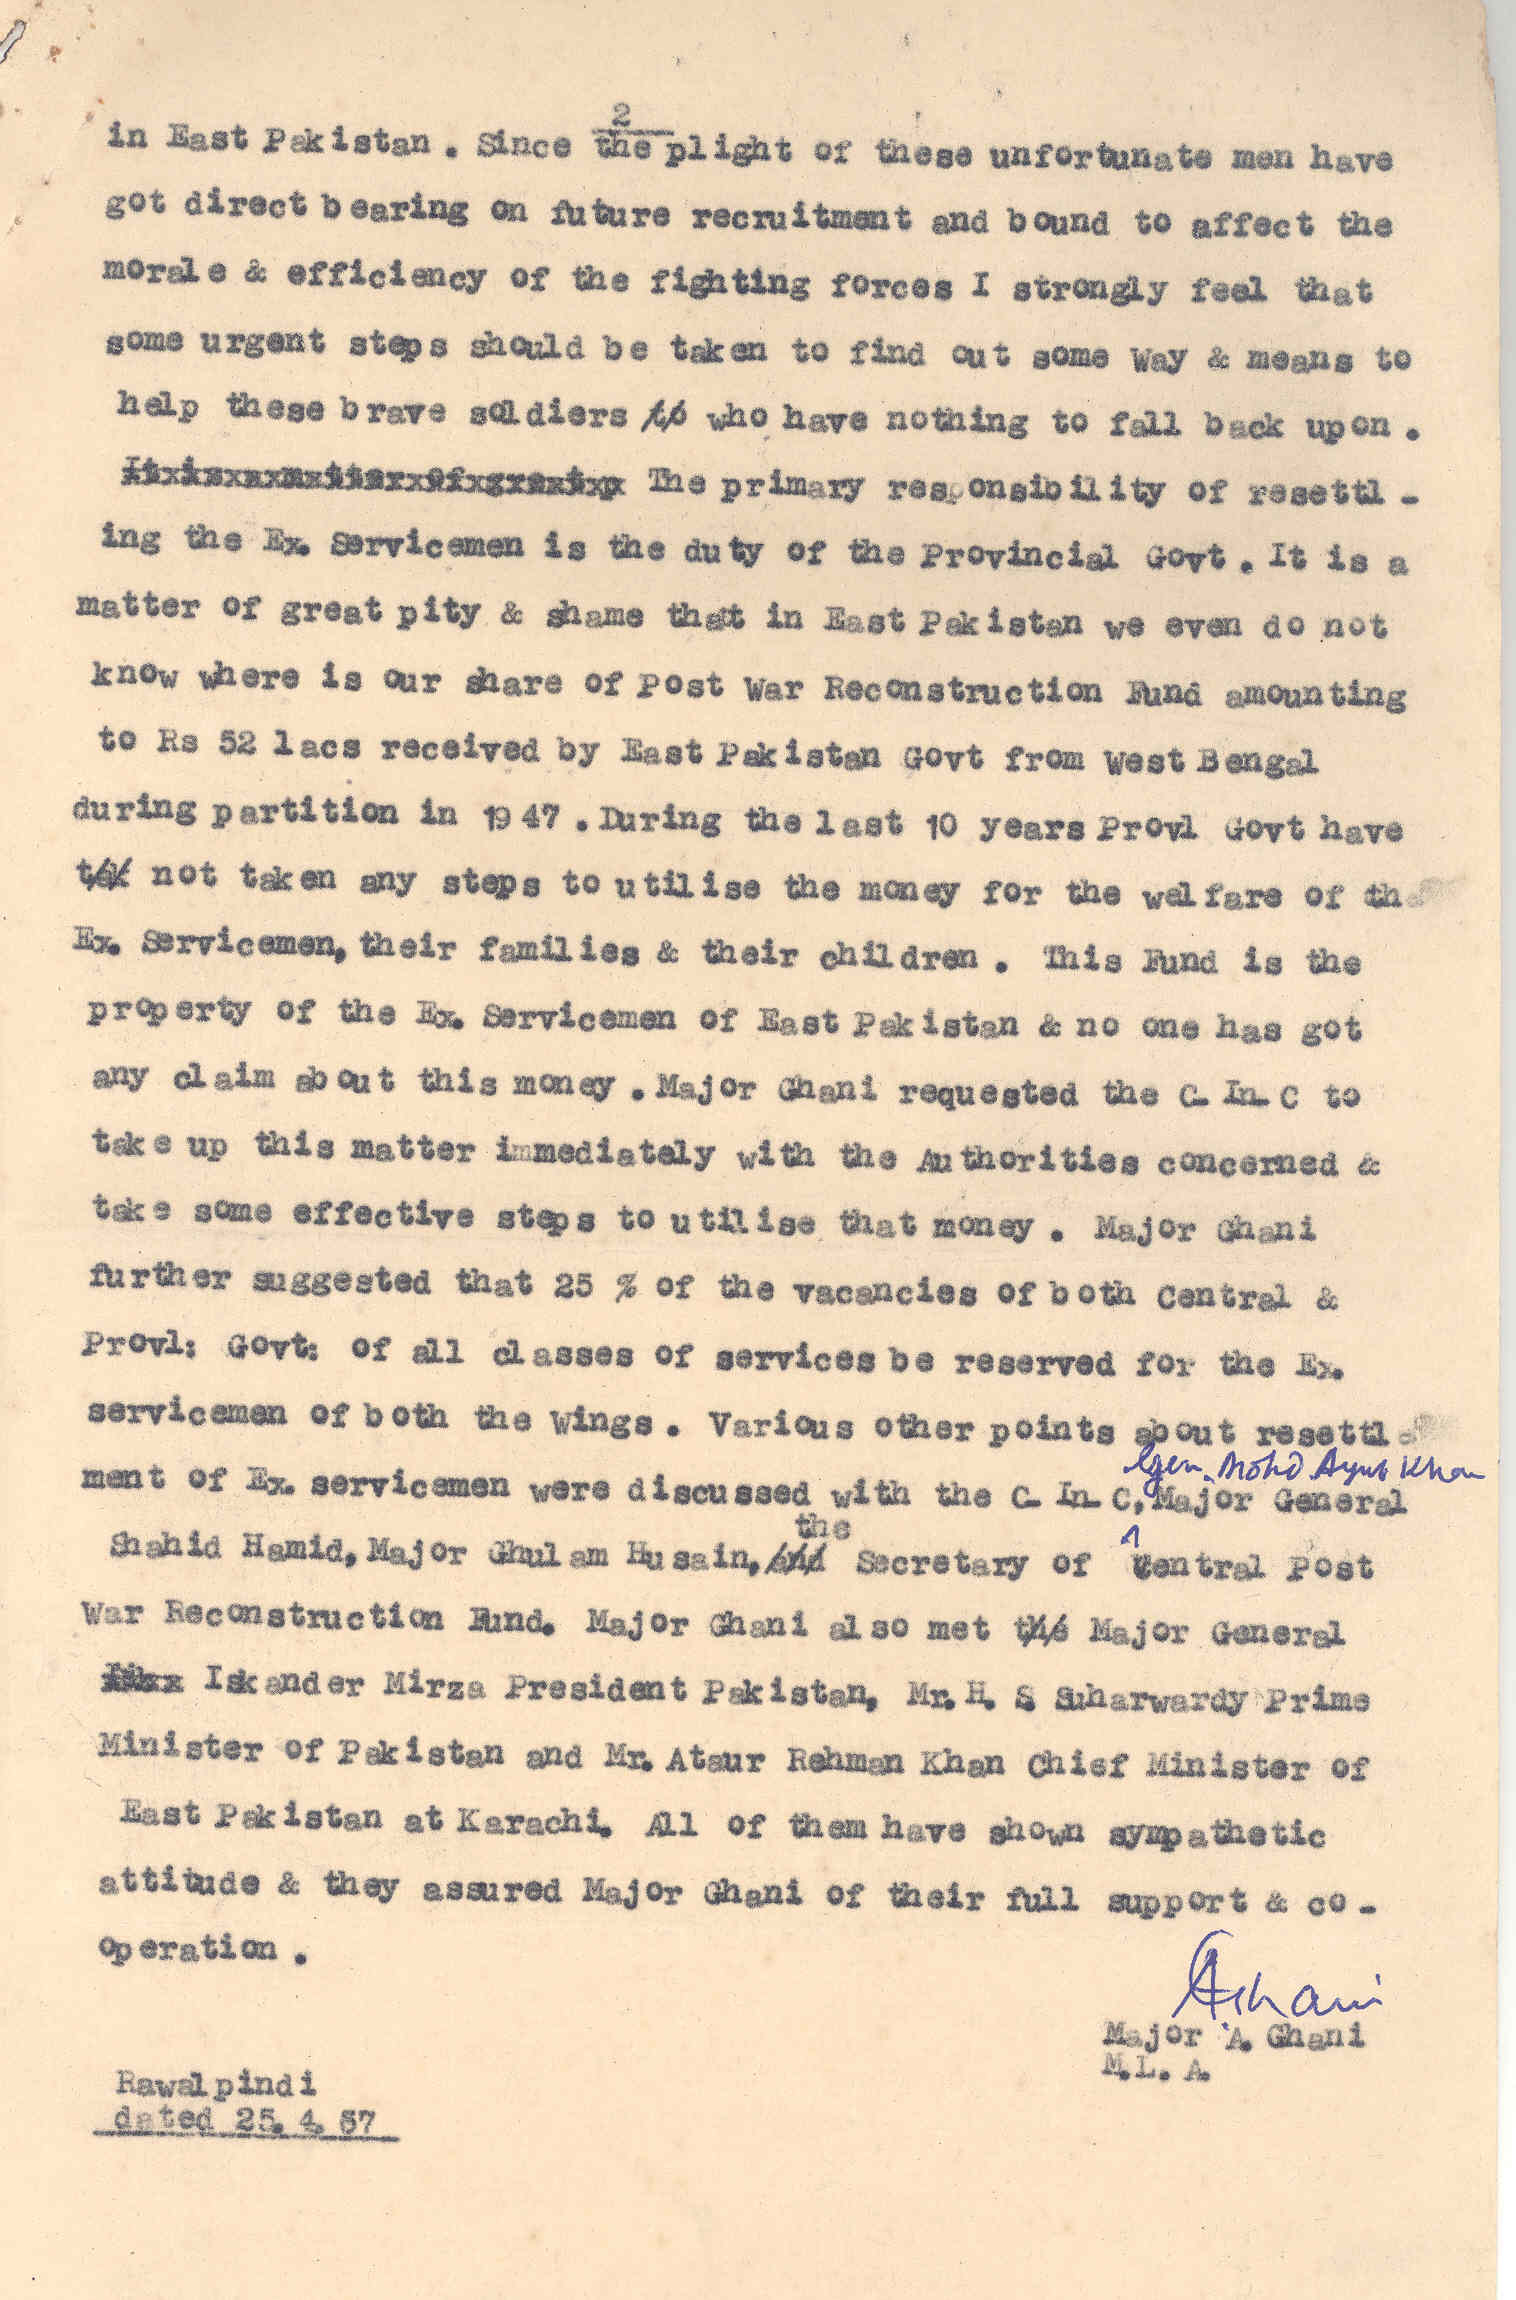 2
in East Pakistan. Since the plight of these unfortunate men have
got direct bearing on future recruitment and bound to affect the
morale & efficiency of the fighting forces I strongly feel that
some urgent steps should be taken to find out some way & means to
help these brave soldiers to who have nothing to fall back upon.
It is a matter of great p The primary responsibility of resettl-
ing the Ex. Servicemen is the duty of the Provincial Govt. It is a
matter of great pity & shame that in East Pakistan we even do not
know where is our share of Post War Reconstruction Fund amounting
to Rs 52 lacs received by East Pakistan Govt from West Bengal
during partition in 1947. During the last 10 years Provl Govt have
tak not taken any steps to utilise the money for the welfare of the
Ex. Servicemen, their families & their children. This Fund is the
property of the Ex. Servicemen of East Pakistan & no one has got
any claim about this money. Major Ghani requested the C-In-C to
take up this matter immediately with the Authorities concerned &
take some effective steps to utilise that money. Major Ghani
further suggested that 25 % of the vacancies of both Central &
Provl: Govt: of all classes of services be reserved for the Ex.
servicemen of both the Wings. Various other points about resettle
Gen. Mohd Ayub Khan
ment of Ex. servicemen were discussed with the C-In-C, Major General
the
Shahid Hamid, Major Ghulam Husain, and Secretary of Central Post
War Reconstruction Fund. Major Ghani also met the Major General
Iskander Mirza President Pakistan, Mr. H. S. Suharwardy Prime
Minister of Pakistan and Mr. Ataur Rehman Khan Chief Minister of
East Pakistan at Karachi. All of them have shown sympathetic
attitude & they assured Major Ghani of their full support & co-
operation.
AGhani
Major A. Ghani
M.L.A.
Rawalpindi
dated 25.4.57